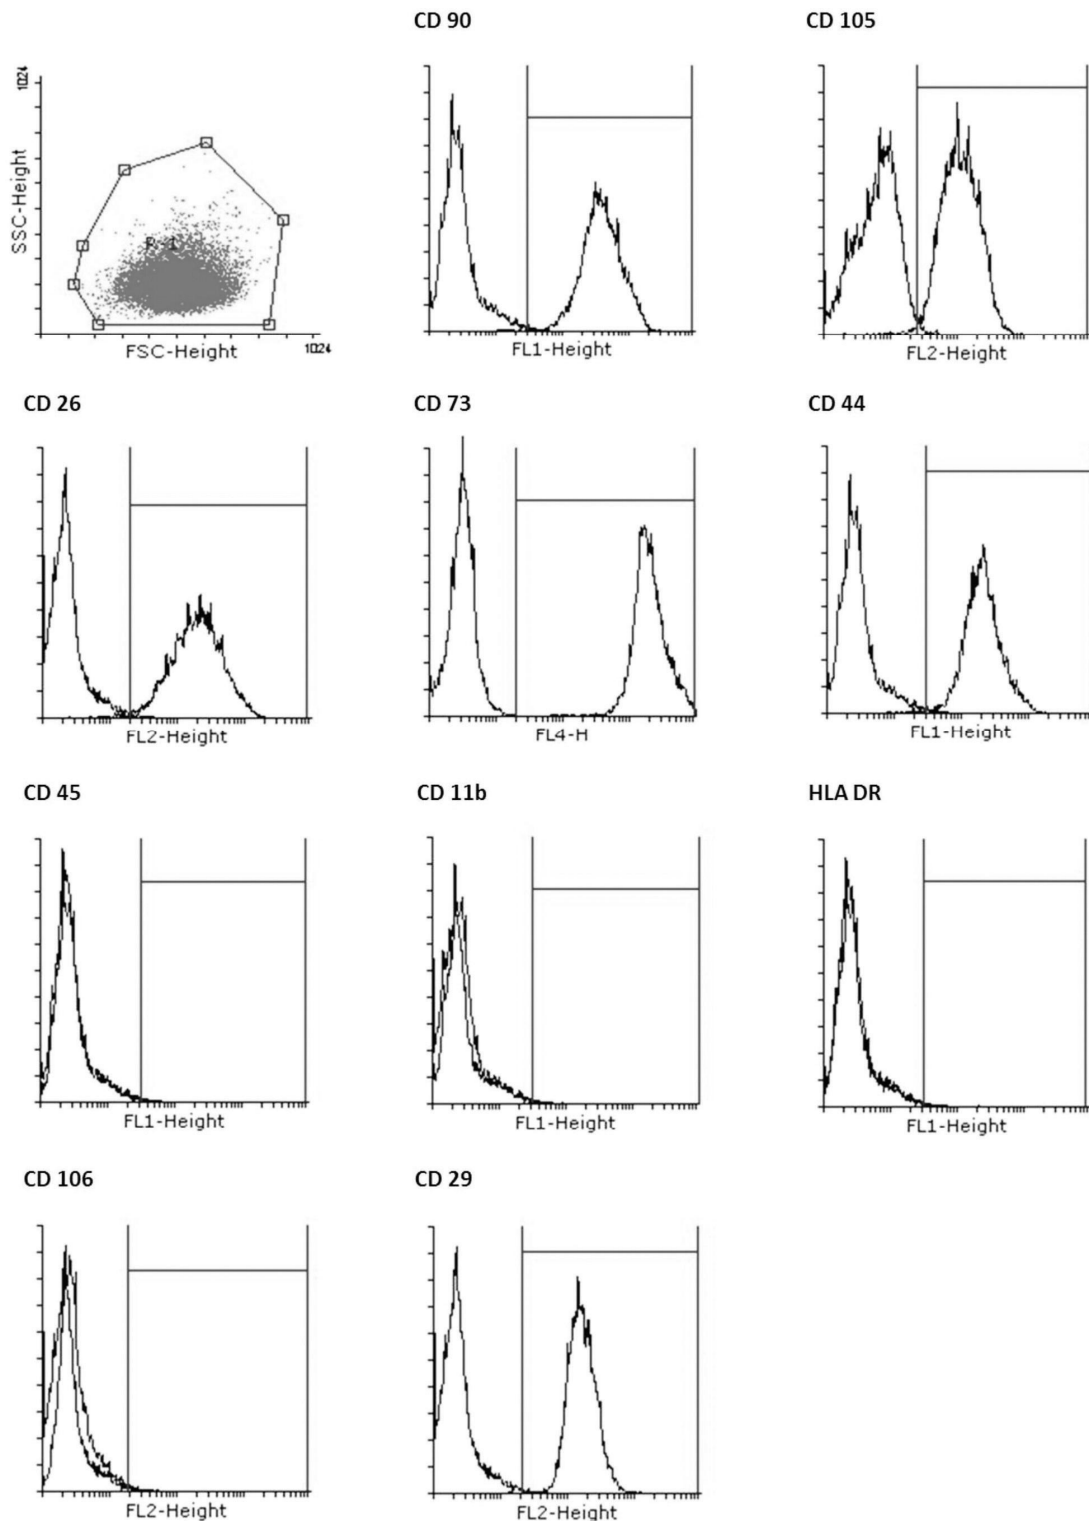 CD 90
CD 105
1024
SSC-Height
R 1
FSC-Height
1024
FL1-Height
FL2-Height
CD 26
CD 73
CD 44
FL2-Height
FL4-H
FL1-Height
CD 45
CD 11b
HLA DR
FL1-Height
FL1-Height
FL1-Height
CD 106
CD 29
FL2-Height
FL2-Height